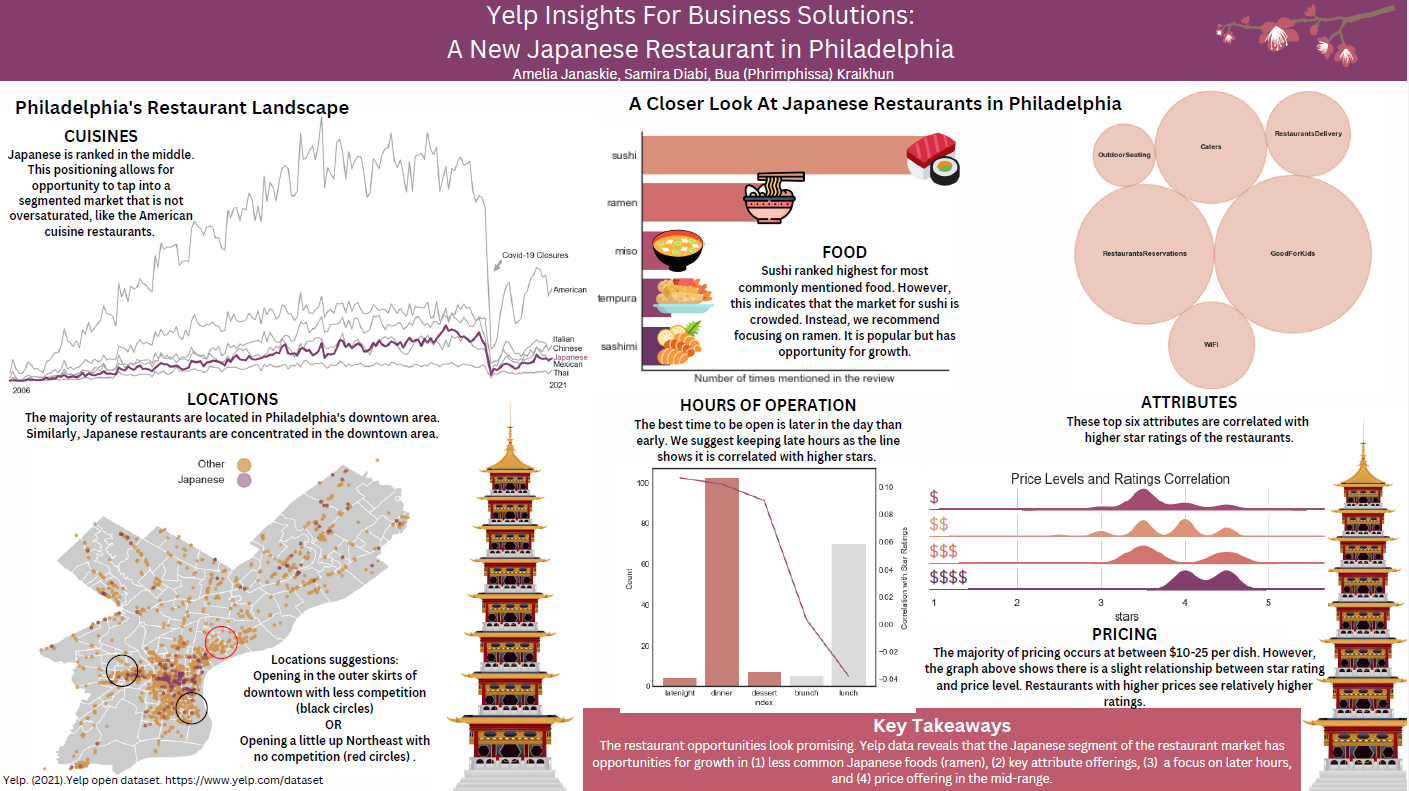 Yelp Insights For Business Solutions:
A New Japanese Restaurant in Philadelphia
Amelia Janaskie, Samira Diabi, Bua (Phrimphissa) Kraikhun
Philadelphia's Restaurant Landscape
CUISINES
Japanese is ranked in the middle.
This positioning allows for
opportunity to tap into a
segmented market that is not
oversaturated, like the American
cuisine restaurants.
Covid-19 Closures
American
Italian
Chinese
Japanese
Mexican
Thai
2006
2021
LOCATIONS
The majority of restaurants are located in Philadelphia's downtown area.
Similarly, Japanese restaurants are concentrated in the downtown area.
Other
Japanese
Locations suggestions:
Opening in the outer skirts of
downtown with less competition
(black circles)
OR
Opening a little up Northeast with
no competition (red circles) .
Yelp. (2021).Yelp open dataset. https://www.yelp.com/dataset
A Closer Look At Japanese Restaurants in Philadelphia
sushi
ramen
miso
tempura
sashimi
Number of times mentioned in the review
FOOD
Sushi ranked highest for most
commonly mentioned food. However,
this indicates that the market for sushi is
crowded. Instead, we recommend
focusing on ramen. It is popular but has
opportunity for growth.
OutdoorSeating
Caters
RestaurantsDelivery
RestaurantsReservations
GoodForKids
WiFi
ATTRIBUTES
These top six attributes are correlated with
higher star ratings of the restaurants.
HOURS OF OPERATION
The best time to be open is later in the day than
early. We suggest keeping late hours as the line
shows it is correlated with higher stars.
100
80
60
40
20
0
Count
latenight
dinner
dessert
brunch
lunch
index
0.10
0.08
0.06
0.04
0.02
0.00
−0.02
−0.04
Correlation with Star Ratings
Price Levels and Ratings Correlation
$
$$
$$$
$$$$
1 2 3 4 5
stars
PRICING
The majority of pricing occurs at between $10-25 per dish. However,
the graph above shows there is a slight relationship between star rating
and price level. Restaurants with higher prices see relatively higher
ratings.
Key Takeaways
The restaurant opportunities look promising. Yelp data reveals that the Japanese segment of the restaurant market has
opportunities for growth in (1) less common Japanese foods (ramen), (2) key attribute offerings, (3) a focus on later hours,
and (4) price offering in the mid-range.